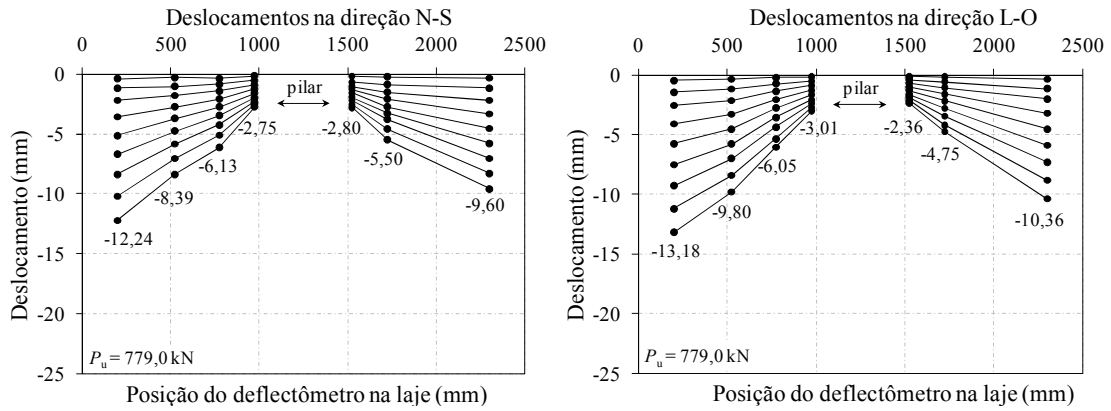 Deslocamentos na direção N-S
0 500 1000 1500 2000 2500
0
-5
-10
-15
-20
-25
Deslocamento (mm)
pilar
-2,75
-2,80
-6,13
-5,50
-8,39
-9,60
-12,24
P_u = 779,0 kN
Posição do deflectômetro na laje (mm)
Deslocamentos na direção L-O
0 500 1000 1500 2000 2500
0
-5
-10
-15
-20
-25
Deslocamento (mm)
pilar
-3,01
-2,36
-6,05
-4,75
-9,80
-10,36
-13,18
P_u = 779,0 kN
Posição do deflectômetro na laje (mm)